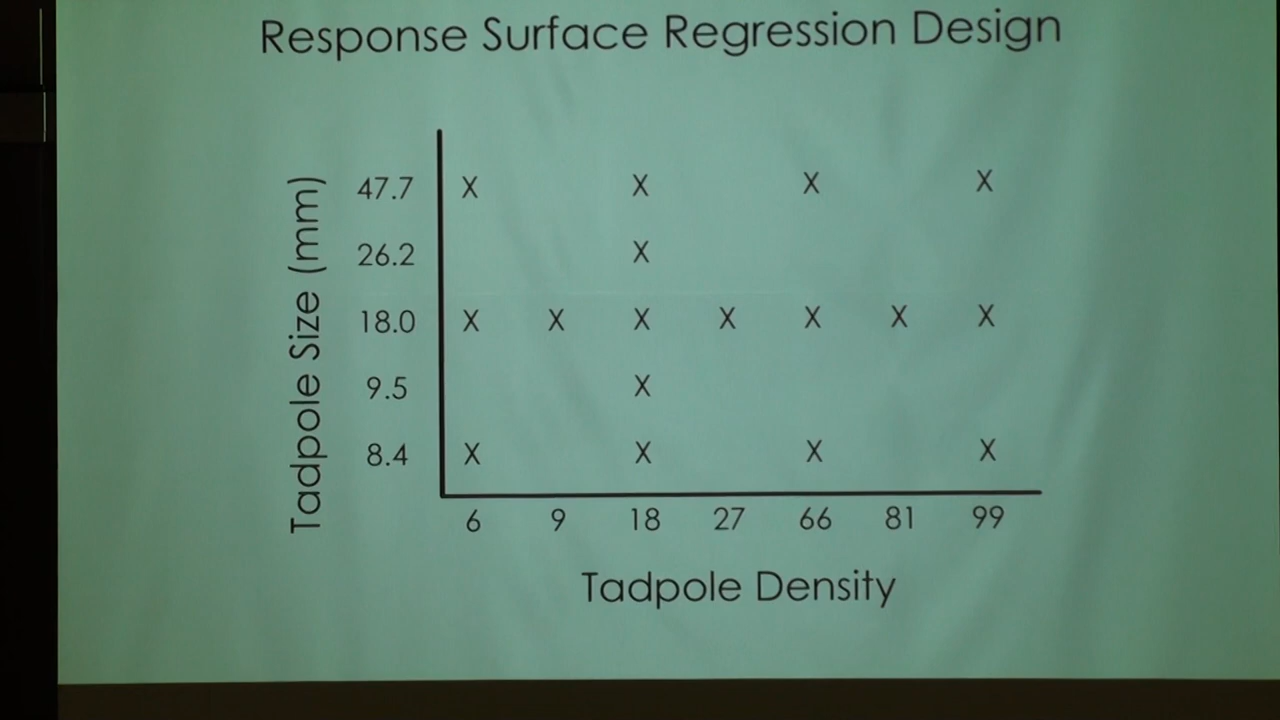 Response Surface Regression Design
Tadpole Size (mm)
47.7 X X X X
26.2 X
18.0 X X X X X X X
9.5 X
8.4 X X X X
6 9 18 27 66 81 99
Tadpole Density